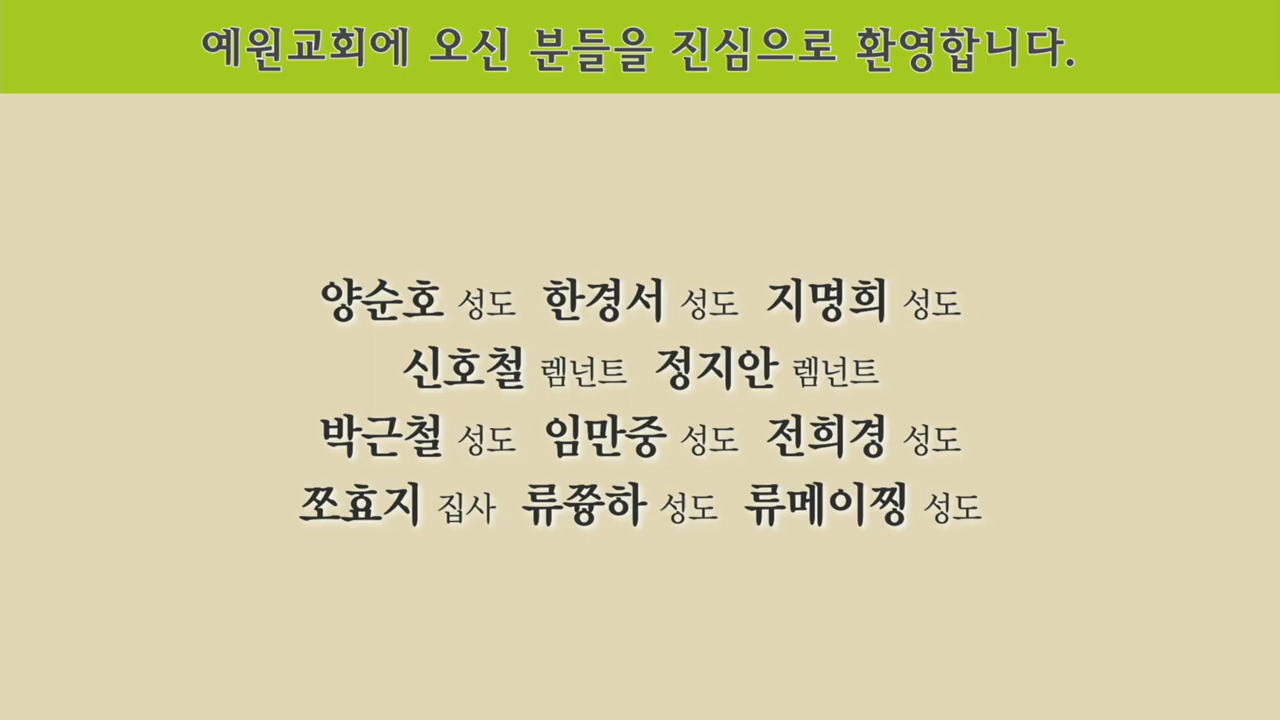 예원교회에 오신 분들을 진심으로 환영합니다.
양순호 성도 한경서 성도 지명희 성도
신호철 렘넌트 정지안 렘넌트
박근철 성도 임만중 성도 전희경 성도
쪼효지 집사 류쯍하 성도 류메이찡 성도